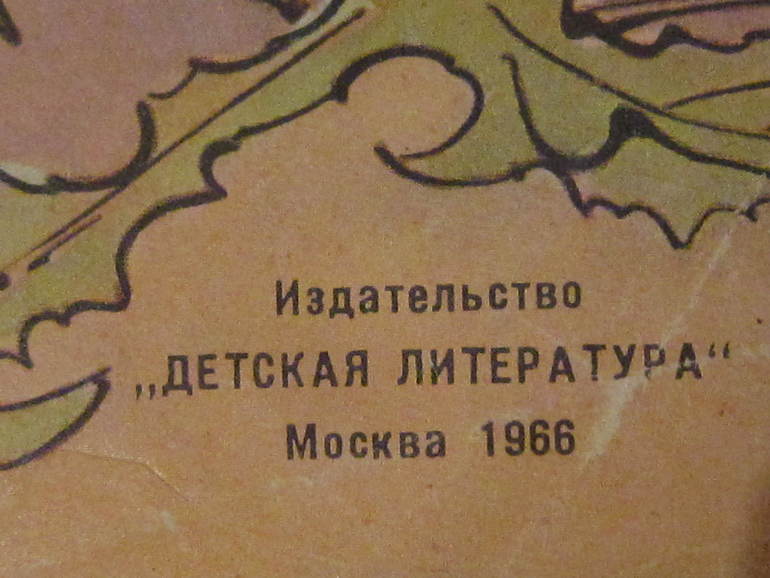 Издательство
„ДЕТСКАЯ ЛИТЕРАТУРА“
Москва 1966